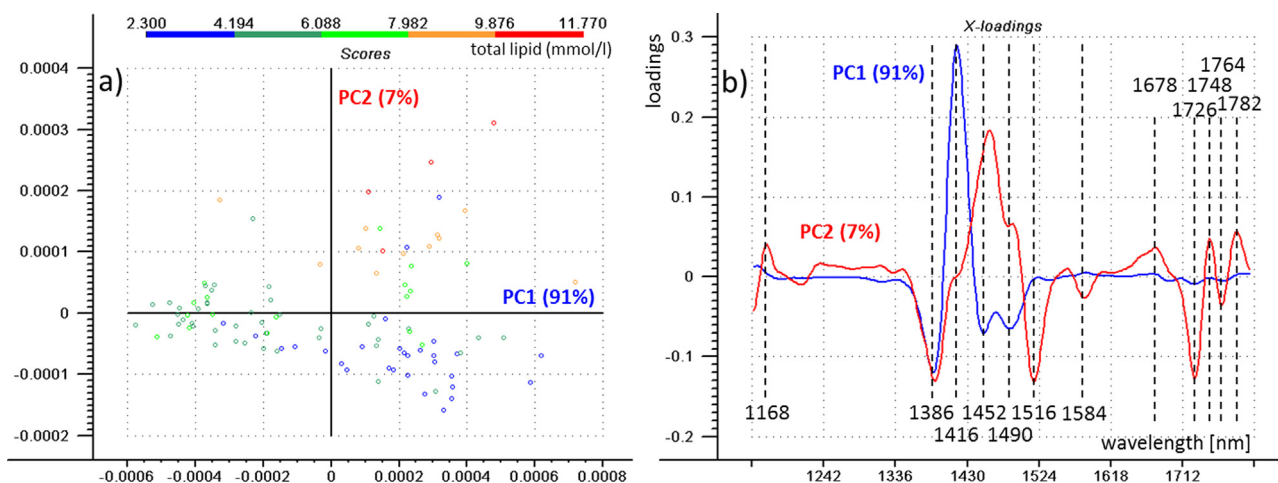 2.300 4.194 6.088 7.982 9.876 11.770
total lipid (mmol/l)
Scores
a)
PC2 (7%)
PC1 (91%)
0.0004
0.0003
0.0002
0.0001
0
-0.0001
-0.0002
-0.0006 -0.0004 -0.0002 0 0.0002 0.0004 0.0006 0.0008
X-loadings
loadings
b)
PC1 (91%)
PC2 (7%)
1764
1678 1748
1726 1782
0.3
0.2
0.1
0
-0.1
-0.2
1168 1386 1452 1516 1584
1416 1490
wavelength [nm]
1242 1336 1430 1524 1618 1712